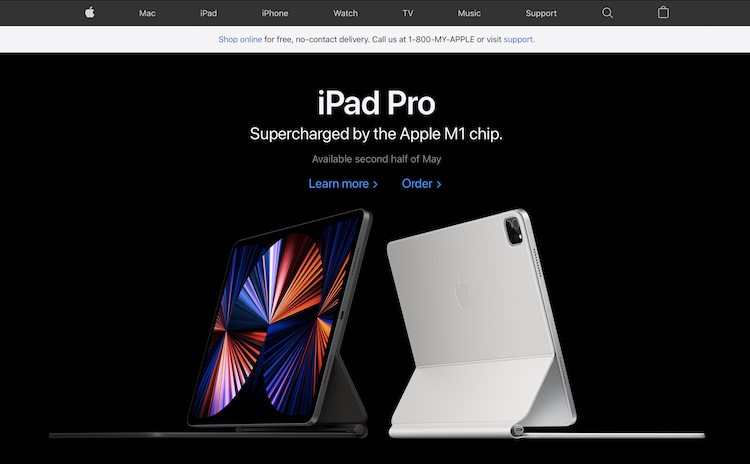 Mac iPad iPhone Watch TV Music Support
Shop online for free, no-contact delivery. Call us at 1-800-MY-APPLE or visit support.
iPad Pro
Supercharged by the Apple M1 chip.
Available second half of May
Learn more > Order >